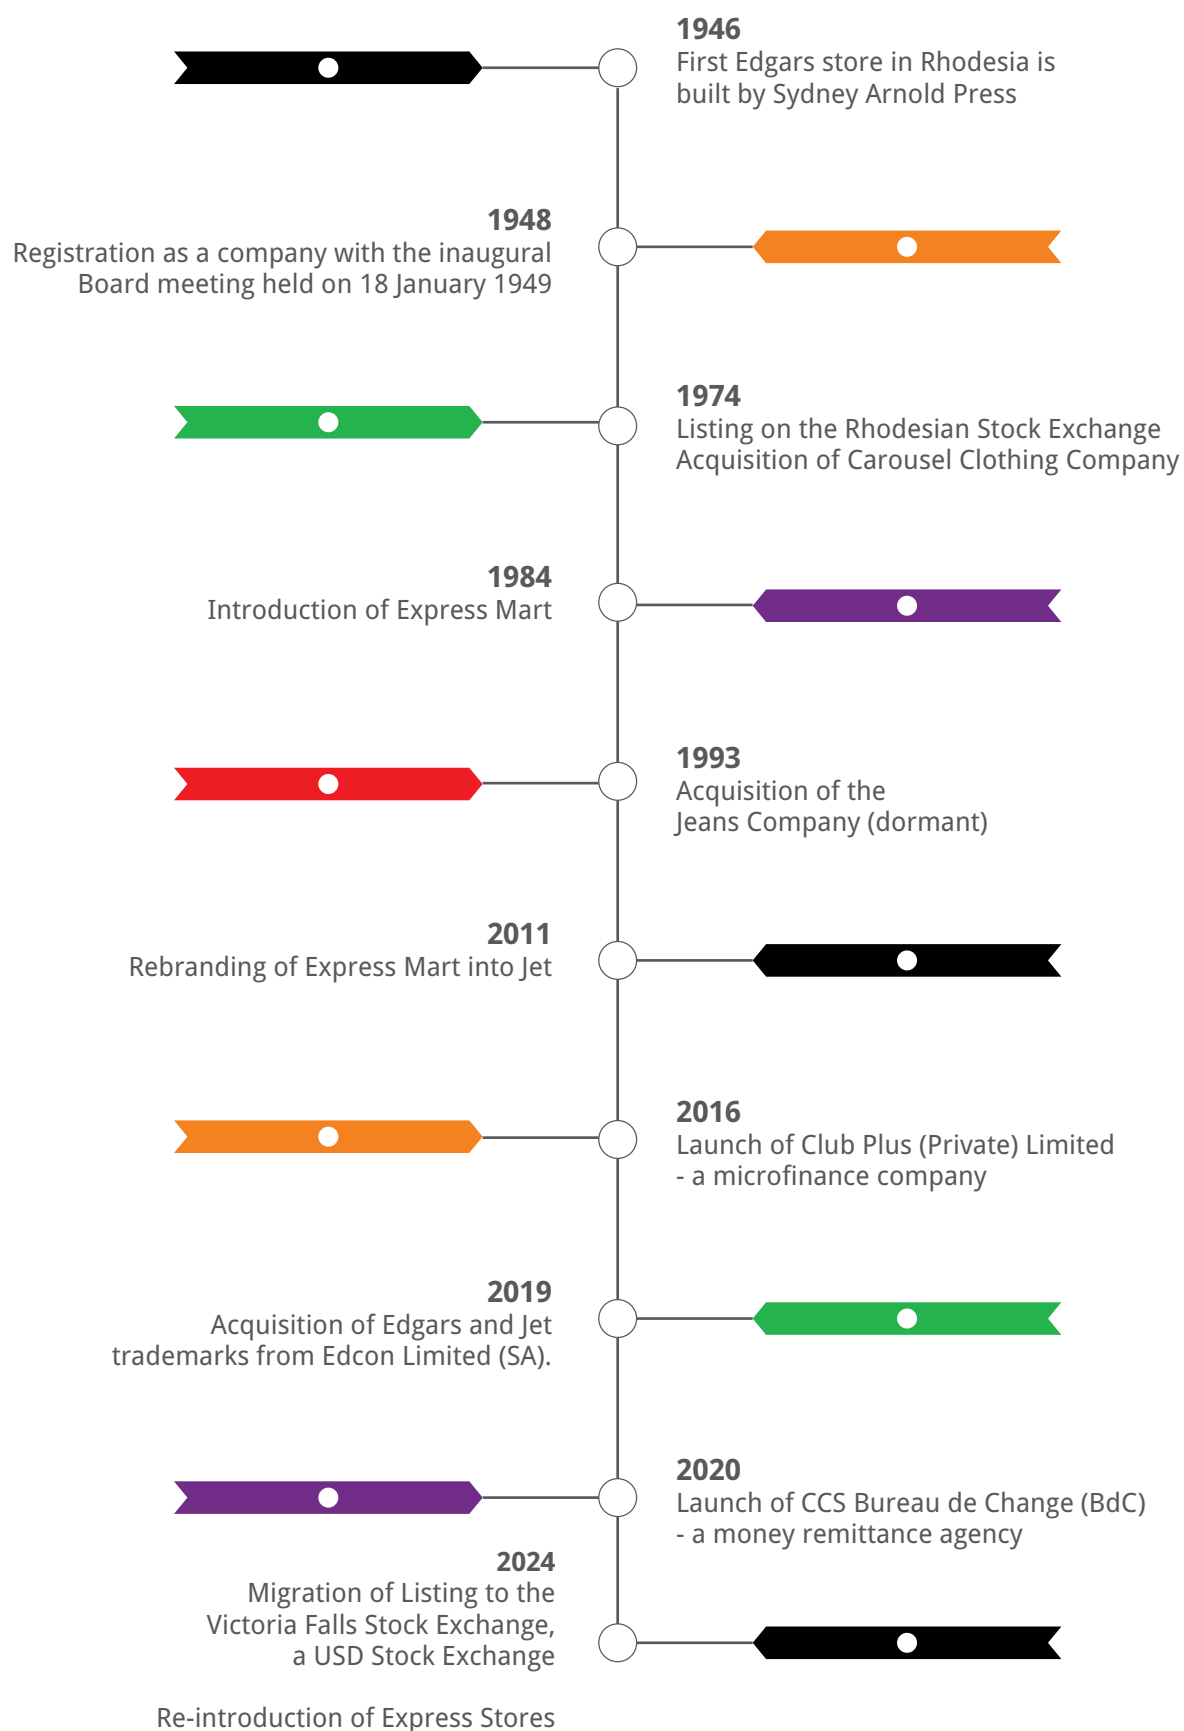 1946
First Edgars store in Rhodesia is
built by Sydney Arnold Press
1948
Registration as a company with the inaugural
Board meeting held on 18 January 1949
1974
Listing on the Rhodesian Stock Exchange
Acquisition of Carousel Clothing Company
1984
Introduction of Express Mart
1993
Acquisition of the
Jeans Company (dormant)
2011
Rebranding of Express Mart into Jet
2016
Launch of Club Plus (Private) Limited
- a microfinance company
2019
Acquisition of Edgars and Jet
trademarks from Edcon Limited (SA).
2020
Launch of CCS Bureau de Change (BdC)
- a money remittance agency
2024
Migration of Listing to the
Victoria Falls Stock Exchange,
a USD Stock Exchange
Re-introduction of Express Stores